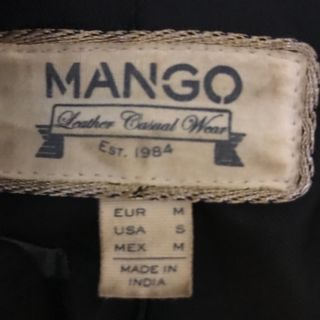 MANGO
Leather Casual Wear
EST. 1984
EUR M
USA S
MEX M
MADE IN
INDIA